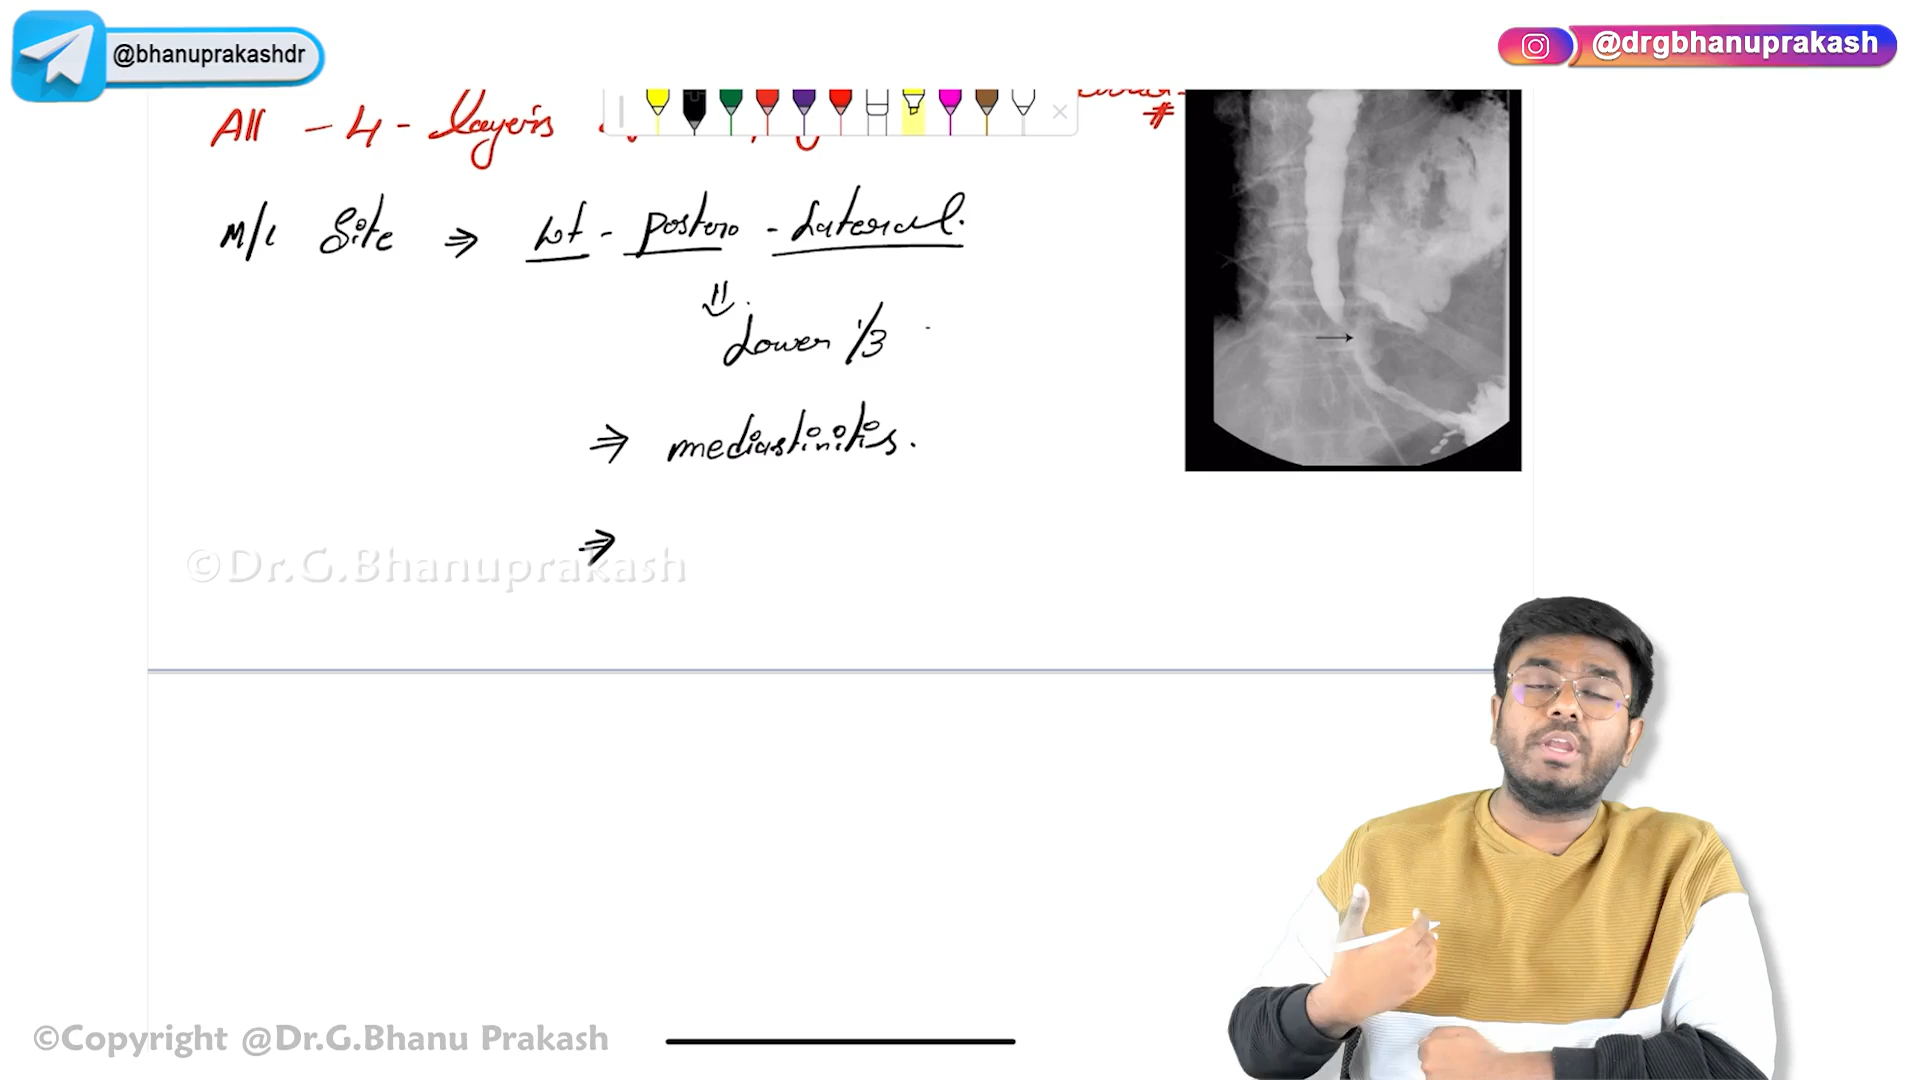 @bhanuprakashdr
@drgbhanuprakash
All - 4 - layers
M/c Site ⇒ Lt - Postero - Lateral.
Lower 1/3
⇒ mediastinitis.
⇒
©Dr.G.Bhanuprakash
©Copyright @Dr.G.Bhanu Prakash